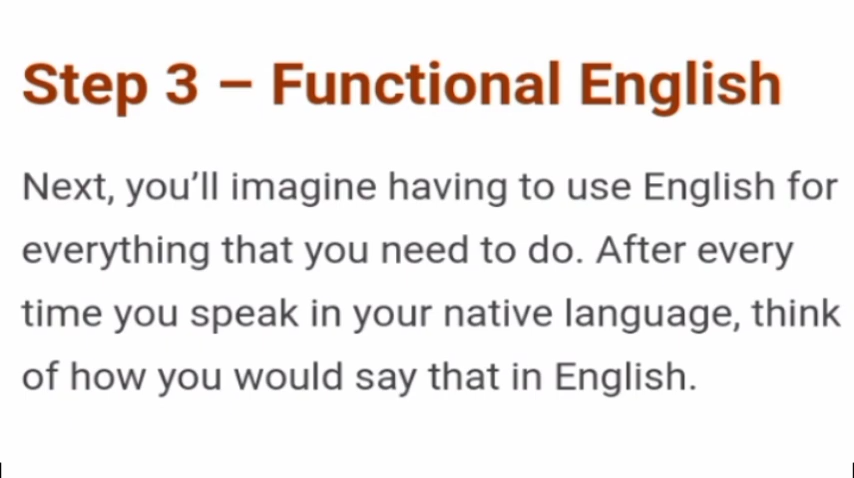 Step 3 – Functional English
Next, you’ll imagine having to use English for
everything that you need to do. After every
time you speak in your native language, think
of how you would say that in English.